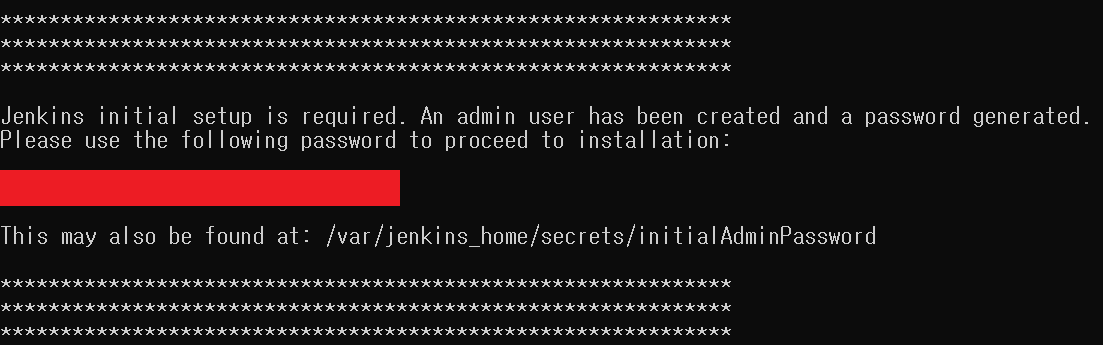 *************************************************************
*************************************************************
*************************************************************
Jenkins initial setup is required. An admin user has been created and a password generated.
Please use the following password to proceed to installation:
This may also be found at: /var/jenkins_home/secrets/initialAdminPassword
*************************************************************
*************************************************************
*************************************************************